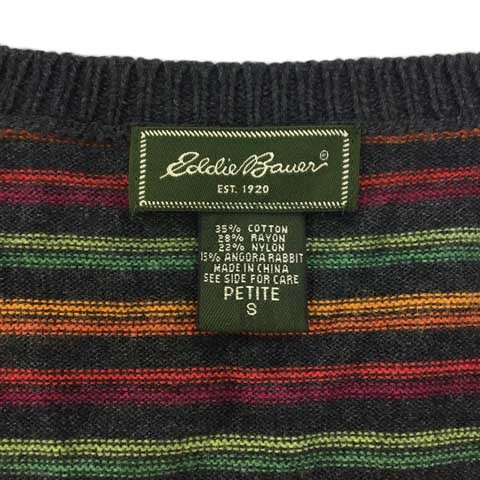 Eddie Bauer®
EST. 1920
35% COTTON
28% RAYON
22% NYLON
15% ANGORA RABBIT
MADE IN CHINA
SEE SIDE FOR CARE
PETITE
S